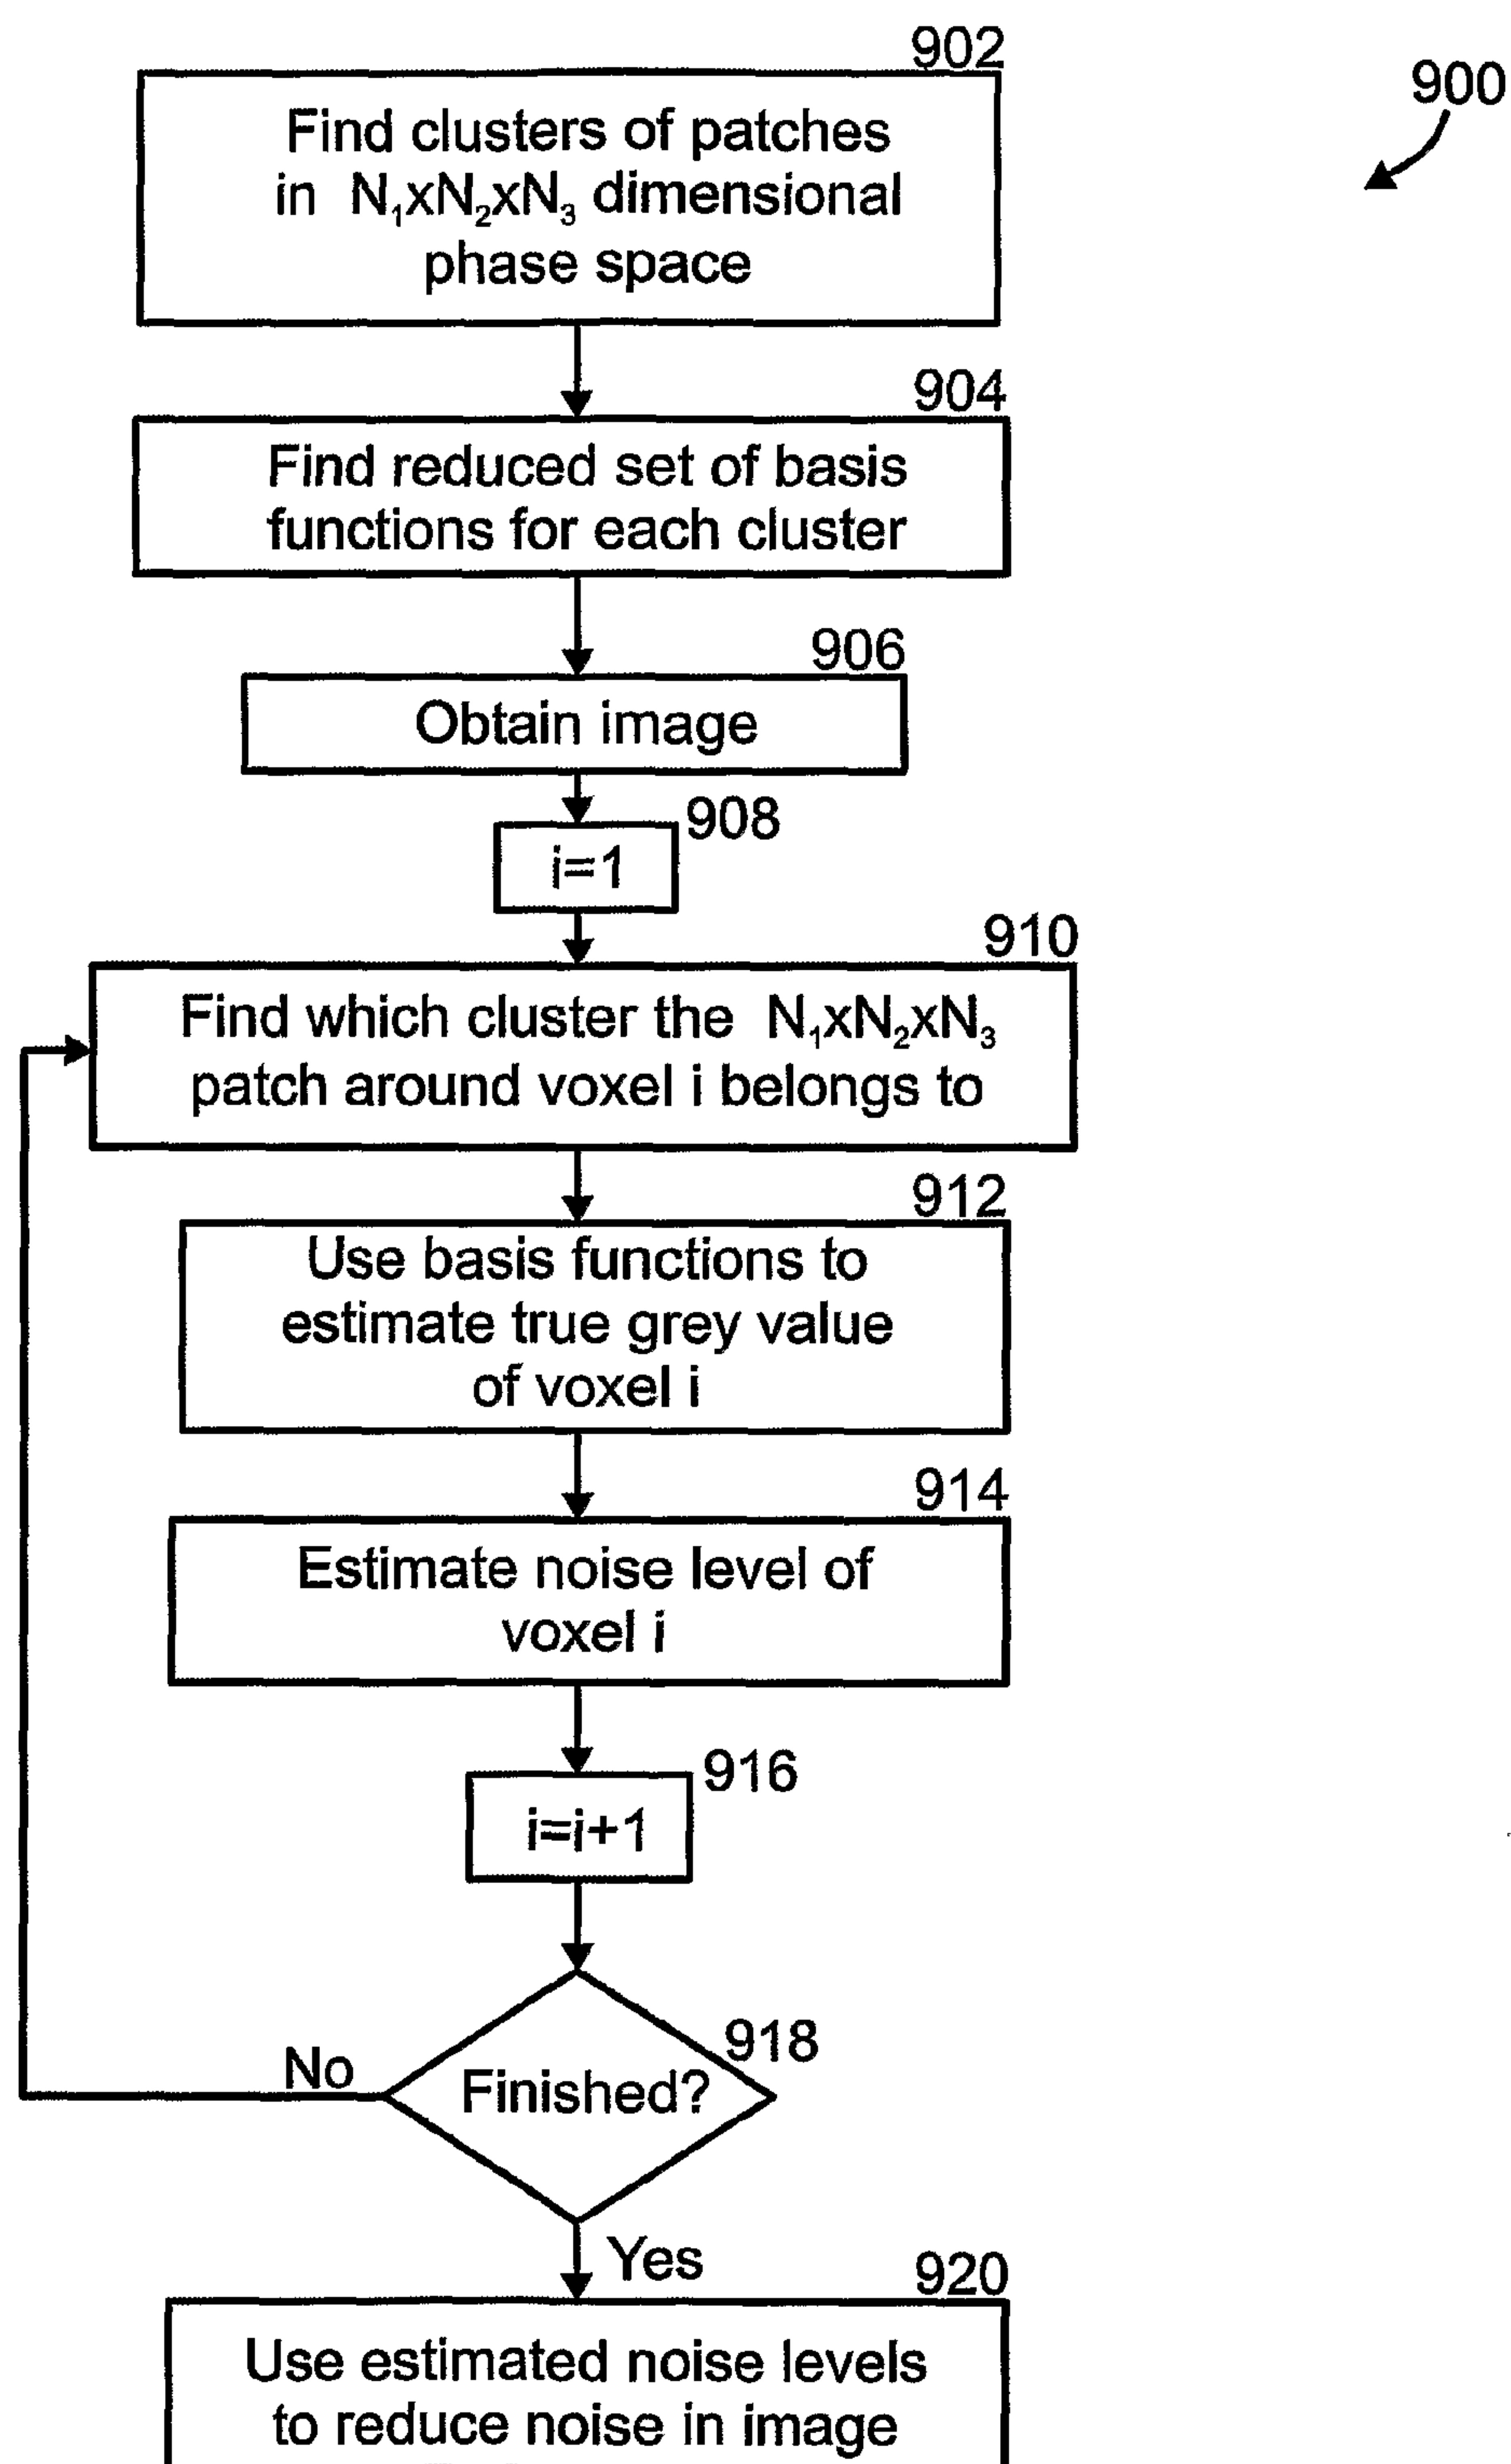 902
900
Find clusters of patches
in N₁xN₂xN₃ dimensional
phase space
904
Find reduced set of basis
functions for each cluster
906
Obtain image
908
i=1
910
Find which cluster the N₁xN₂xN₃
patch around voxel i belongs to
912
Use basis functions to
estimate true grey value
of voxel i
914
Estimate noise level of
voxel i
916
i=i+1
918
No
Finished?
Yes
920
Use estimated noise levels
to reduce noise in image